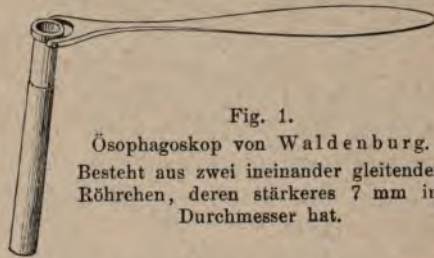 Fig. 1.
Ösophagoskop von Waldenburg.
Besteht aus zwei ineinander gleitende
Röhrchen, deren stärkeres 7 mm i
Durchmesser hat.